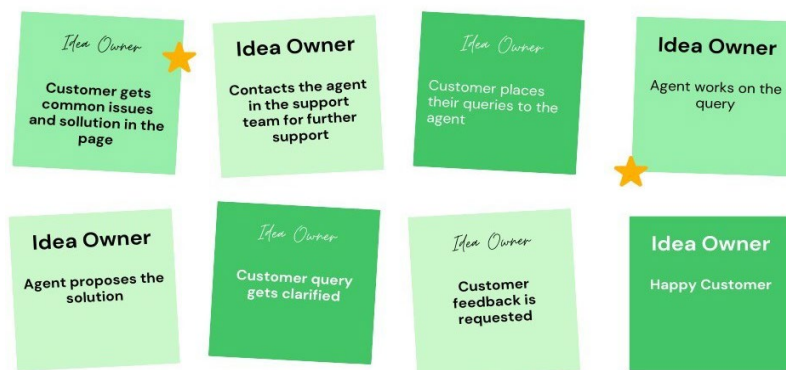 Idea Owner
Customer gets
common issues
and sollution in the
page
Idea Owner
Contacts the agent
in the support
team for further
support
Idea Owner
Customer places
their queries to the
agent
Idea Owner
Agent works on the
query
Idea Owner
Agent proposes the
solution
Idea Owner
Customer query
gets clarified
Idea Owner
Customer
feedback is
requested
Idea Owner
Happy Customer